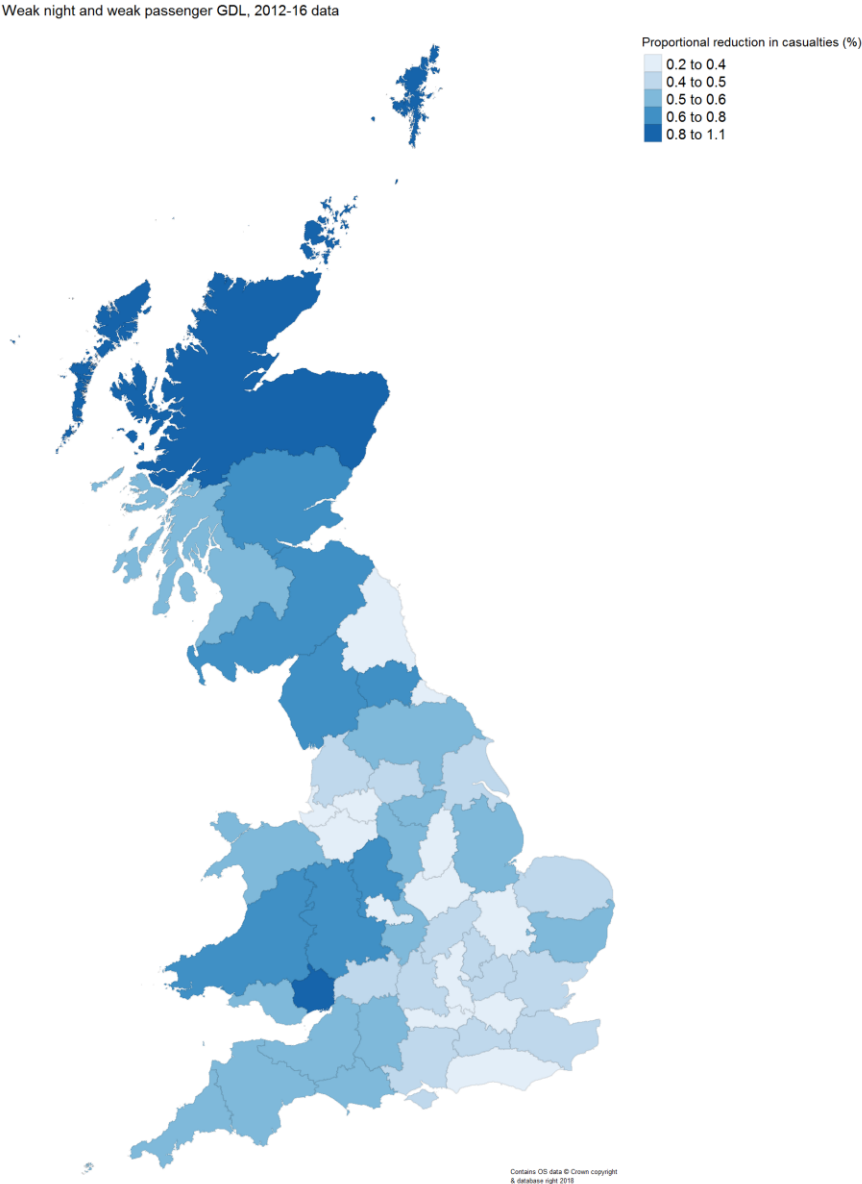 Weak night and weak passenger GDL, 2012-16 data
Proportional reduction in casualties (%)
0.2 to 0.4
0.4 to 0.5
0.5 to 0.6
0.6 to 0.8
0.8 to 1.1
Contains OS data © Crown copyright
& database right 2018